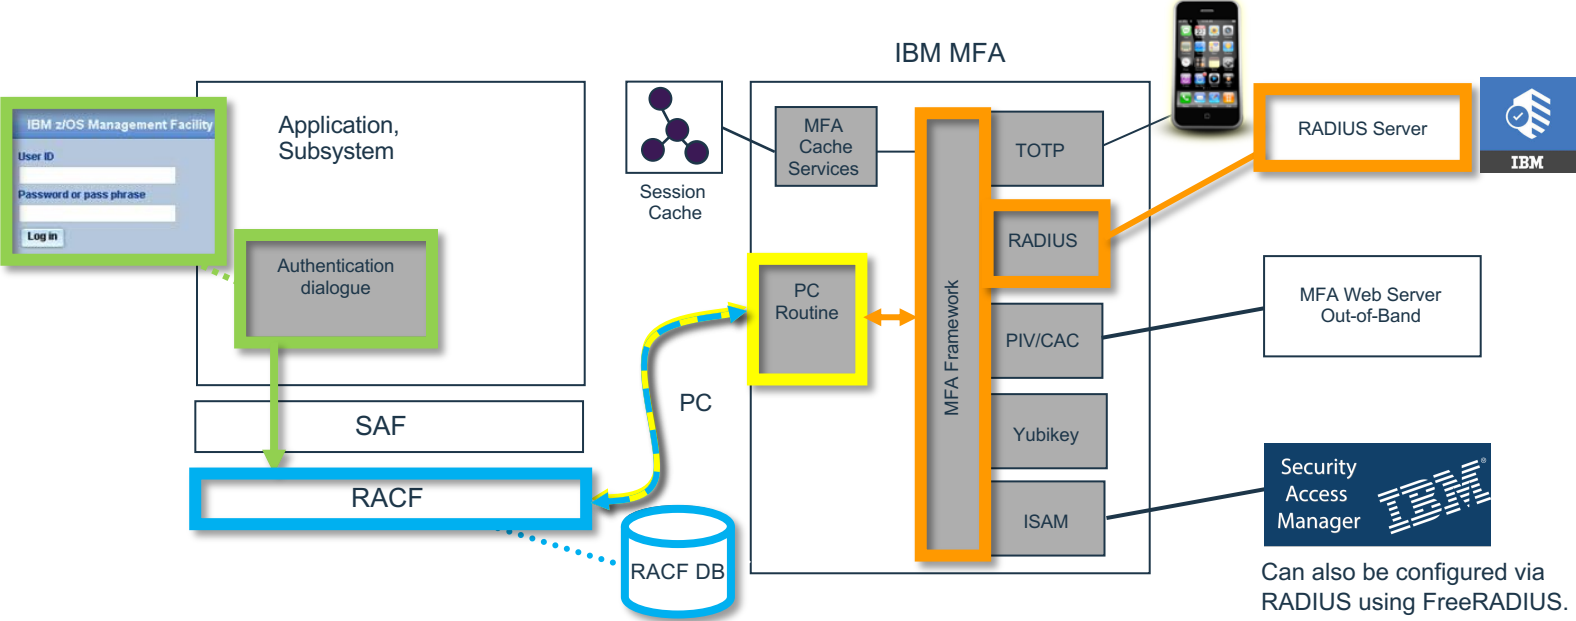 IBM MFA
IBM z/OS Management Facility
User ID
Password or pass phrase
Log in
Application,
Subsystem
Authentication
dialogue
SAF
RACF
RACF DB
PC
Session
Cache
MFA
Cache
Services
PC
Routine
MFA Framework
TOTP
RADIUS
PIV/CAC
Yubikey
ISAM
RADIUS Server
IBM
MFA Web Server
Out-of-Band
Security
Access
Manager
IBM
®
Can also be configured via
RADIUS using FreeRADIUS.